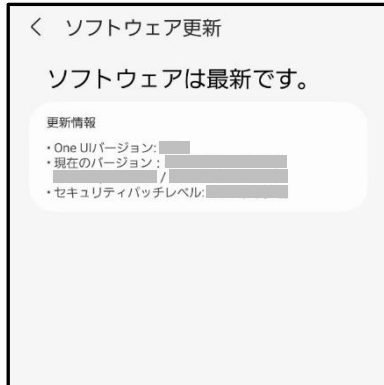 く ソフトウェア更新
ソフトウェアは最新です。
更新情報
・One UIバージョン:
・現在のバージョン:
/
・セキュリティパッチレベル: